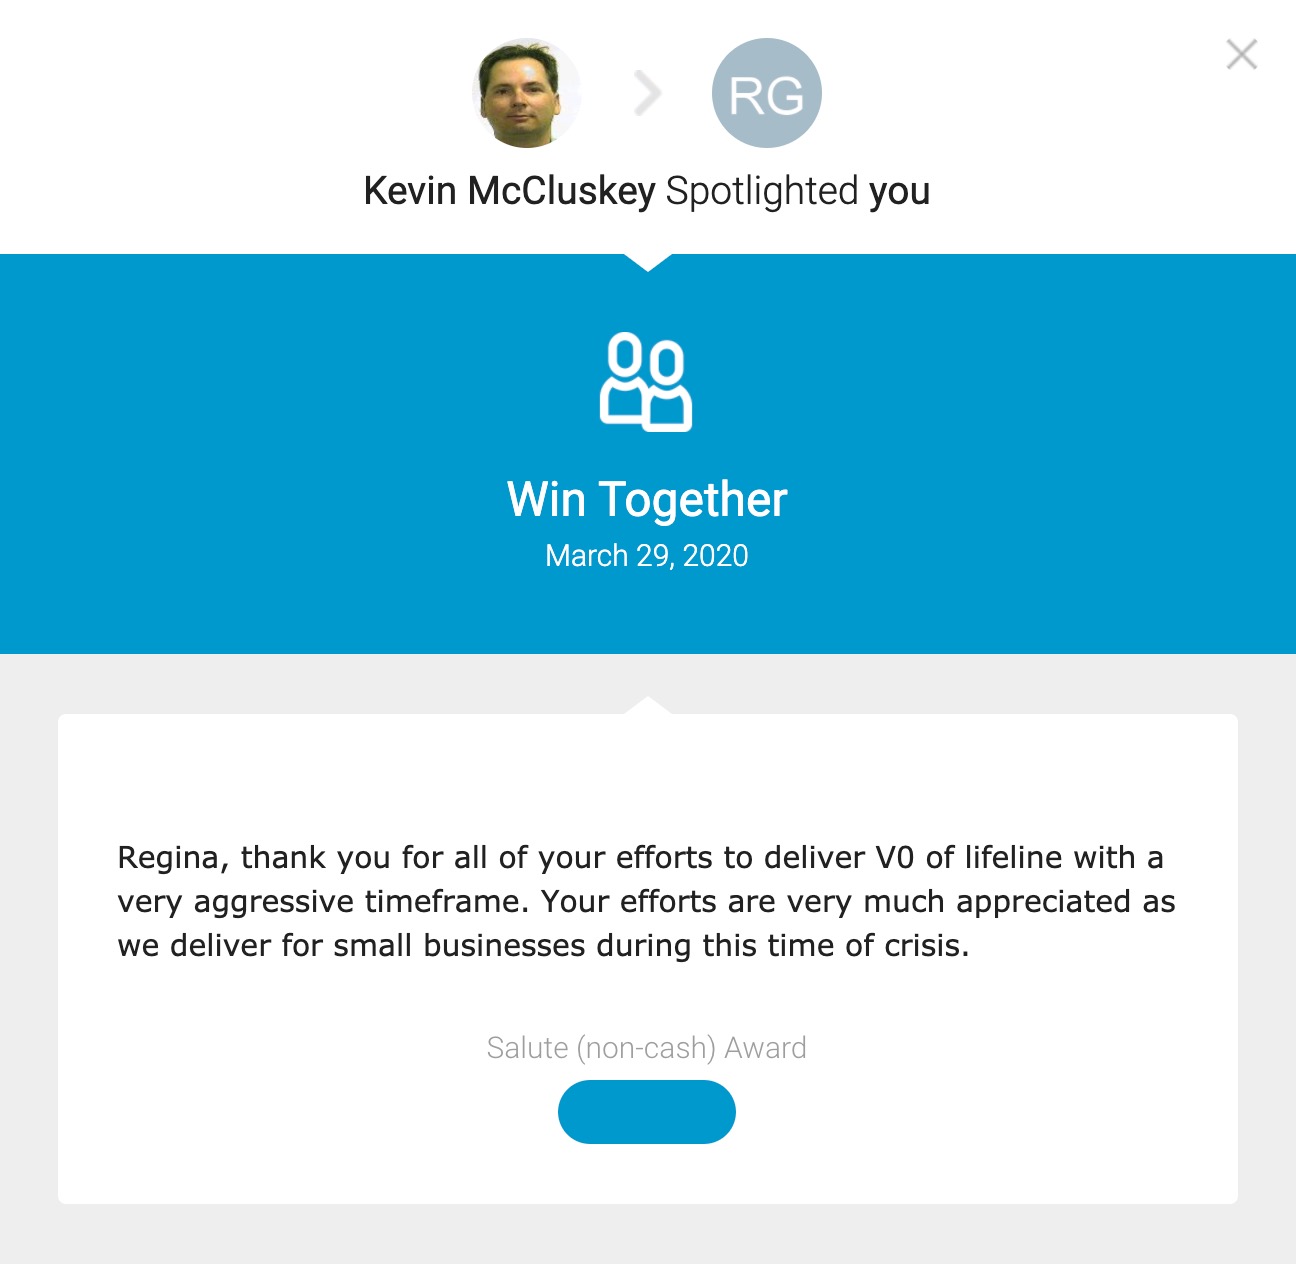 RG
Kevin McCluskey Spotlighted you
Win Together
March 29, 2020
Regina, thank you for all of your efforts to deliver V0 of lifeline with a
very aggressive timeframe. Your efforts are very much appreciated as
we deliver for small businesses during this time of crisis.
Salute (non-cash) Award